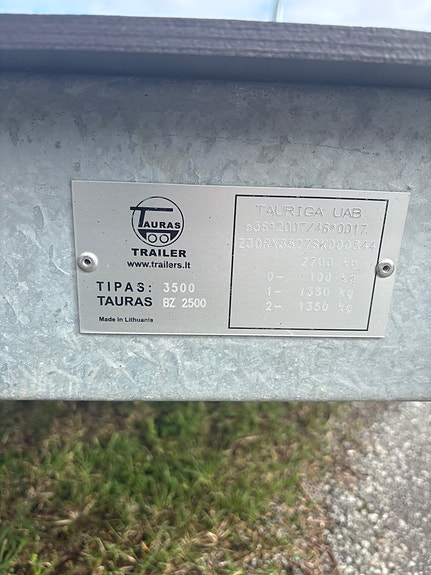 TAURAS
TRAILER
www.trailers.lt
TIPAS: 3500
TAURAS BZ 2500
Made in Lithuania
TAURIGA UAB
2700 kg
0- 100 kg
1- 1350 kg
2- 1350 kg